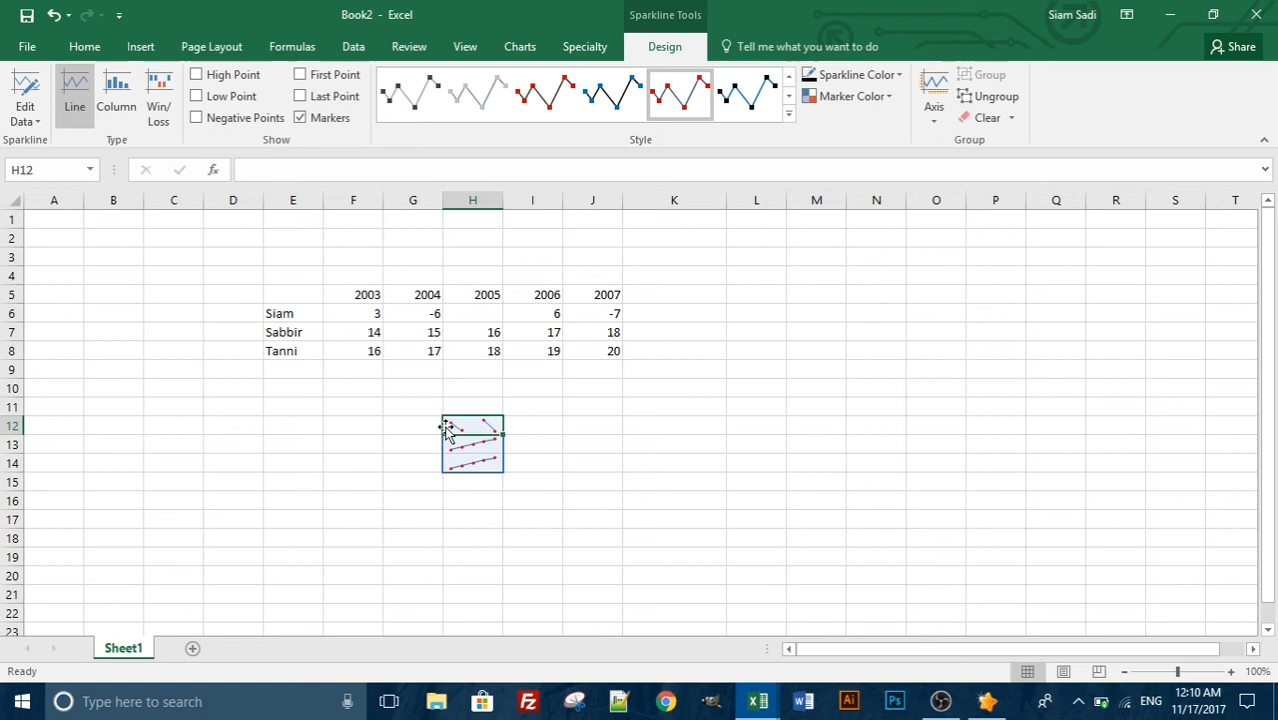 Book2 - Excel
Sparkline Tools
Siam Sadi
File Home Insert Page Layout Formulas Data Review View Charts Specialty Design Tell me what you want to do Share
Edit Data
Line
Column
Win/ Loss
High Point
First Point
Low Point
Last Point
Negative Points
Markers
Sparkline Color
Marker Color
Axis
Group
Ungroup
Clear
Sparkline Type Show Style Group
H12 fx
A B C D E F G H I J K L M N O P Q R S T
1
2
3
4
5 2003 2004 2005 2006 2007
6 Siam 3 -6 6 -7
7 Sabbir 14 15 16 17 18
8 Tanni 16 17 18 19 20
9
10
11
12
13
14
15
16
17
18
19
20
21
22
23
Sheet1
Ready 100%
Type here to search
ENG
12:10 AM
11/17/2017